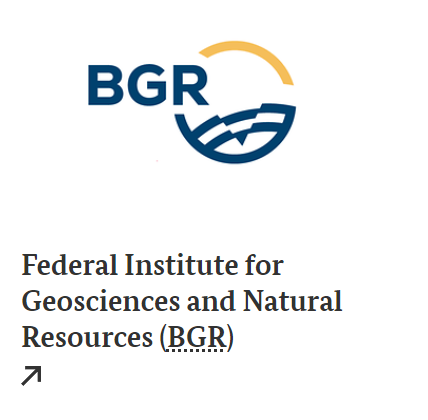 BGR
Federal Institute for
Geosciences and Natural
Resources (BGR)